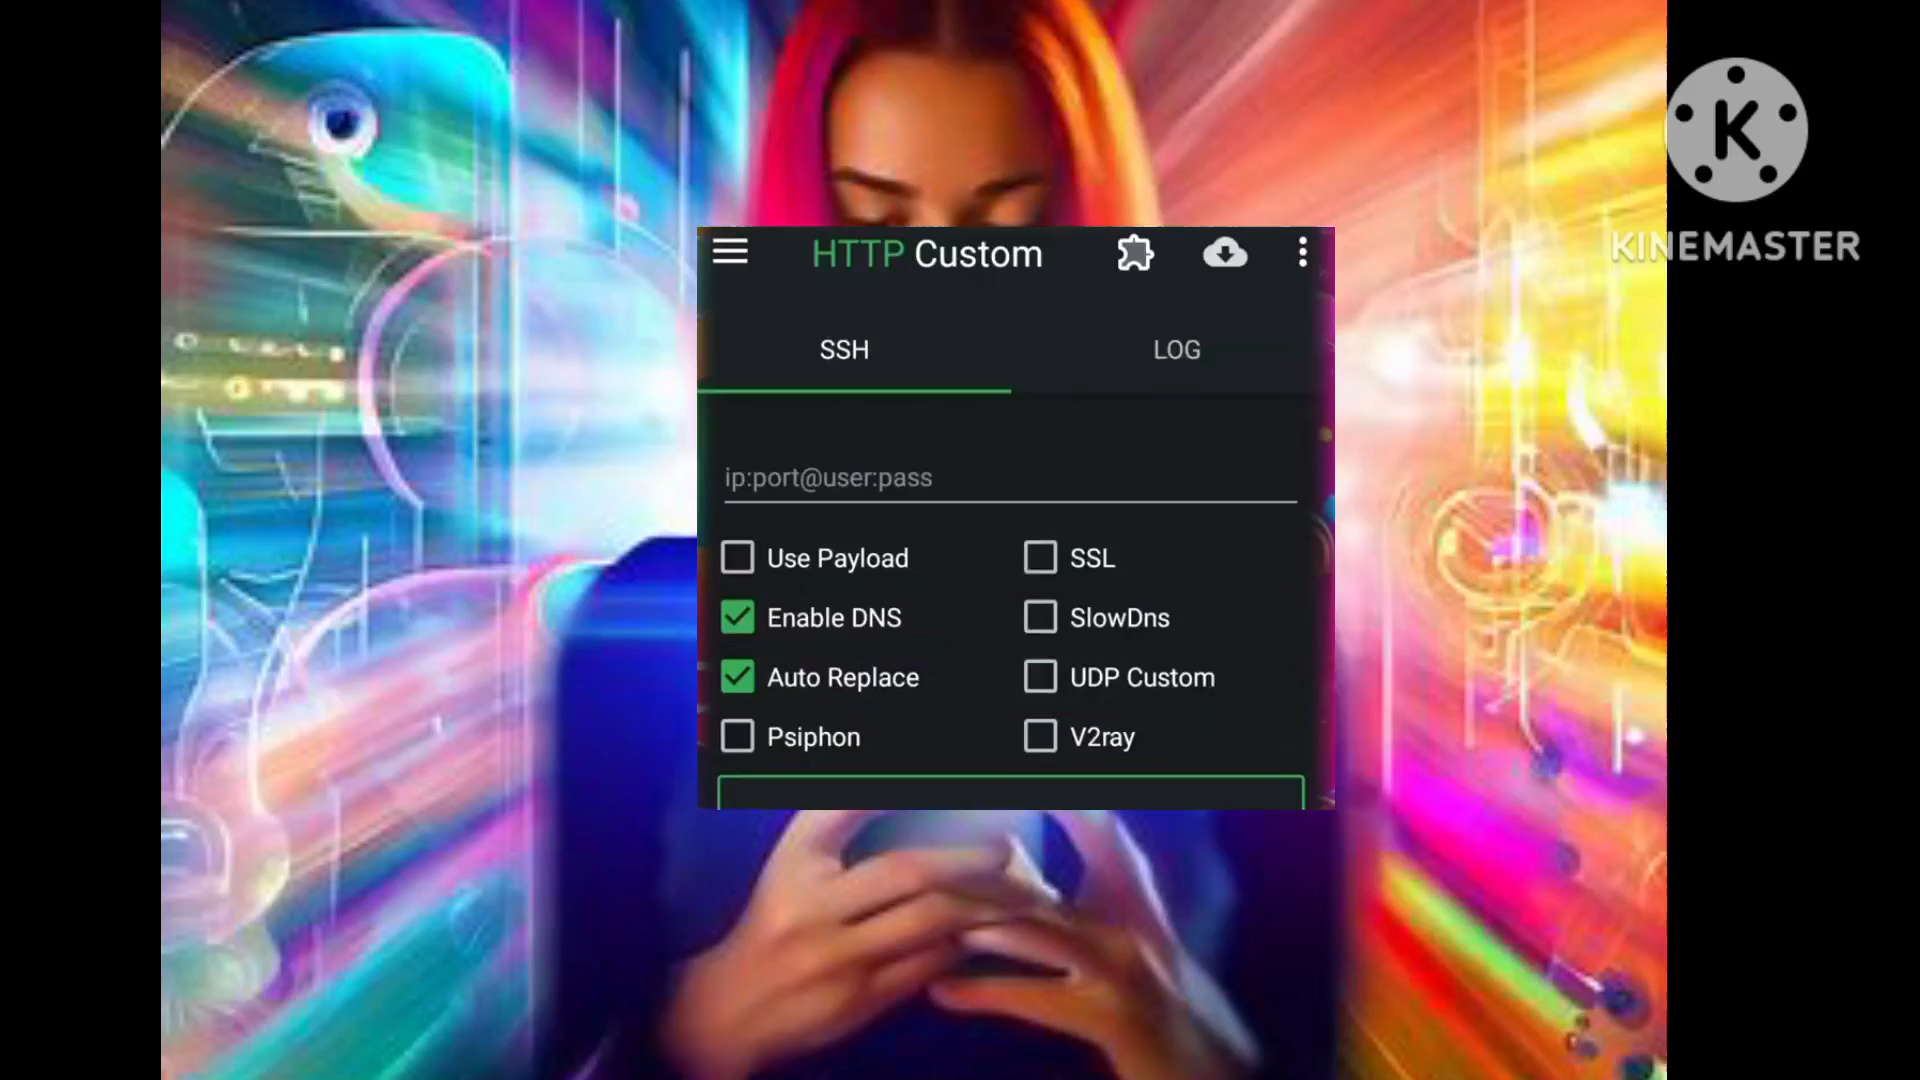 HTTP Custom
SSH LOG
ip:port@user:pass
Use Payload SSL
Enable DNS SlowDns
Auto Replace UDP Custom
Psiphon V2ray
K
KINEMASTER